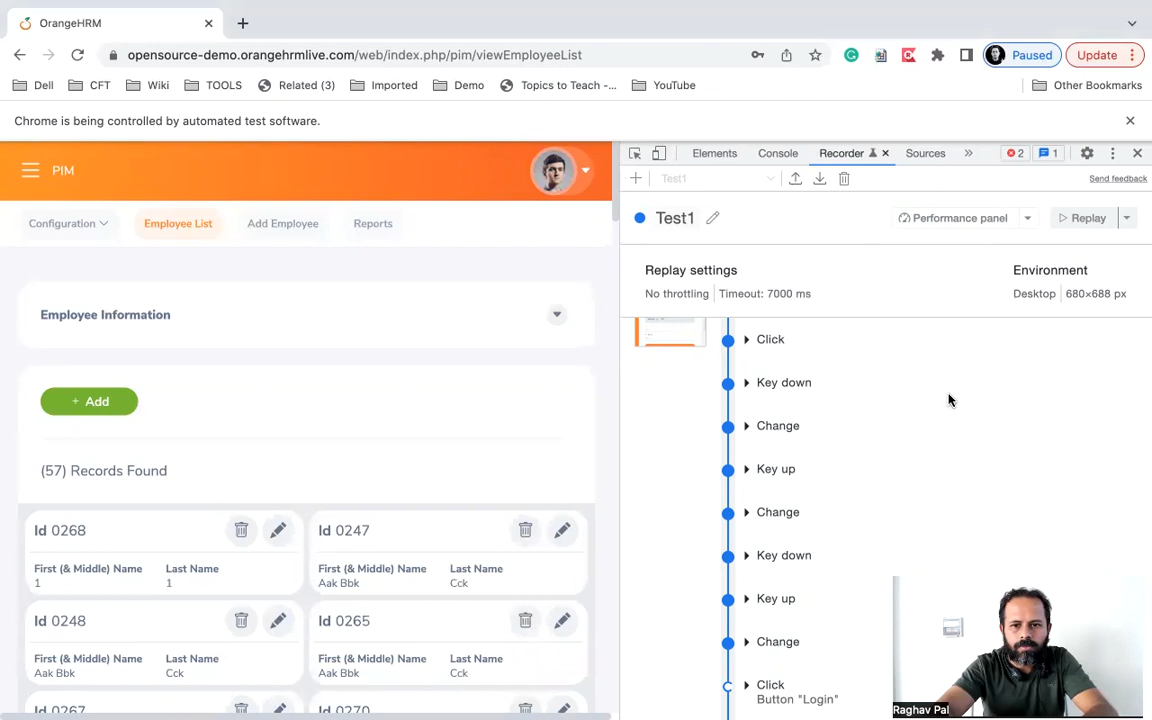 OrangeHRM
opensource-demo.orangehrmlive.com/web/index.php/pim/viewEmployeeList
Paused
Update
Dell
CFT
Wiki
TOOLS
Related (3)
Imported
Demo
Topics to Teach -...
YouTube
Other Bookmarks
Chrome is being controlled by automated test software.
PIM
Elements
Console
Recorder
Sources
2
1
Test1
Send feedback
Configuration
Employee List
Add Employee
Reports
Test1
Performance panel
Replay
Replay settings
Environment
No throttling
Timeout: 7000 ms
Desktop
680×688 px
Employee Information
+ Add
(57) Records Found
Id 0268
Id 0247
First (& Middle) Name
Last Name
First (& Middle) Name
Last Name
1
1
Aak Bbk
Cck
Id 0248
Id 0265
First (& Middle) Name
Last Name
First (& Middle) Name
Last Name
Aak Bbk
Cck
Aak Bbk
Cck
Id 0267
Id 0270
Click
Key down
Change
Key up
Change
Key down
Key up
Change
Click
Button "Login"
Raghav Pal